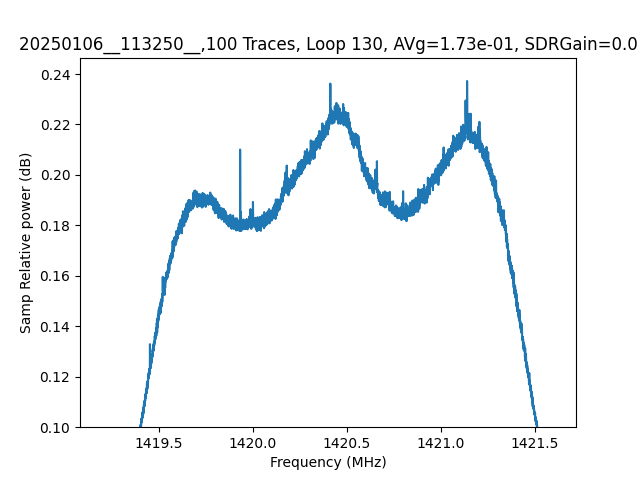 20250106__113250__,100 Traces, Loop 130, AVg=1.73e-01, SDRGain=0.0
0.24
0.22
0.20
0.18
0.16
0.14
0.12
0.10
Samp Relative power (dB)
1419.5 1420.0 1420.5 1421.0 1421.5
Frequency (MHz)